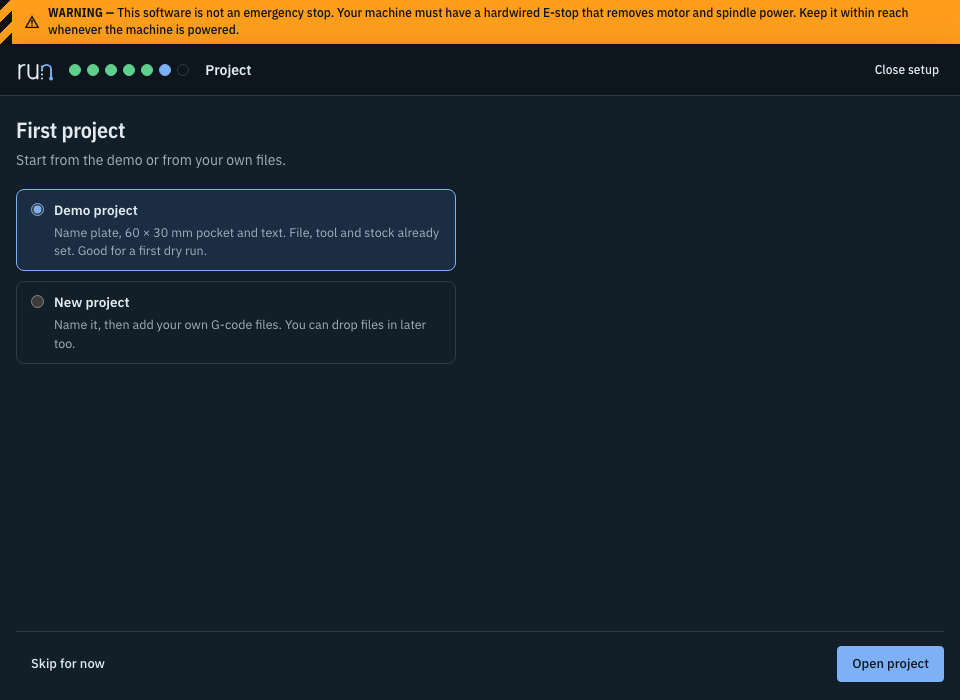 WARNING — This software is not an emergency stop. Your machine must have a hardwired E-stop that removes motor and spindle power. Keep it within reach
whenever the machine is powered.
run
Project
Close setup
First project
Start from the demo or from your own files.
Demo project
Name plate, 60 × 30 mm pocket and text. File, tool and stock already
set. Good for a first dry run.
New project
Name it, then add your own G-code files. You can drop files in later
too.
Skip for now
Open project